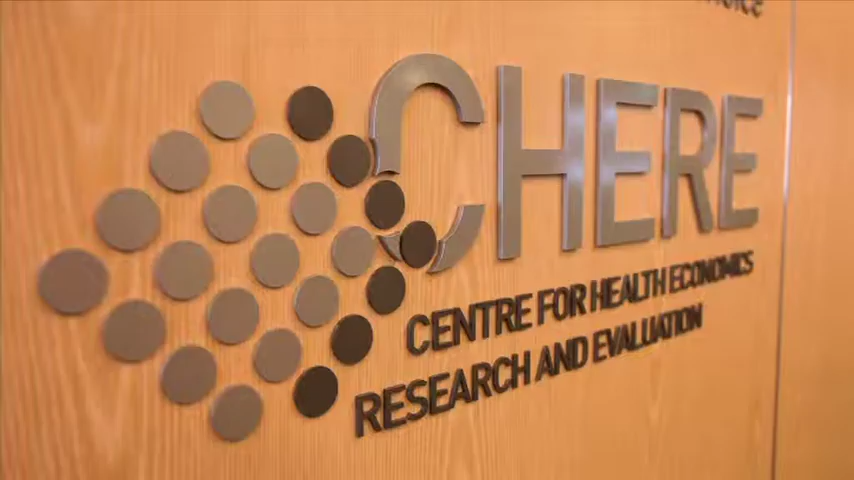 CHERE
CENTRE FOR HEALTH ECONOMICS
RESEARCH AND EVALUATION